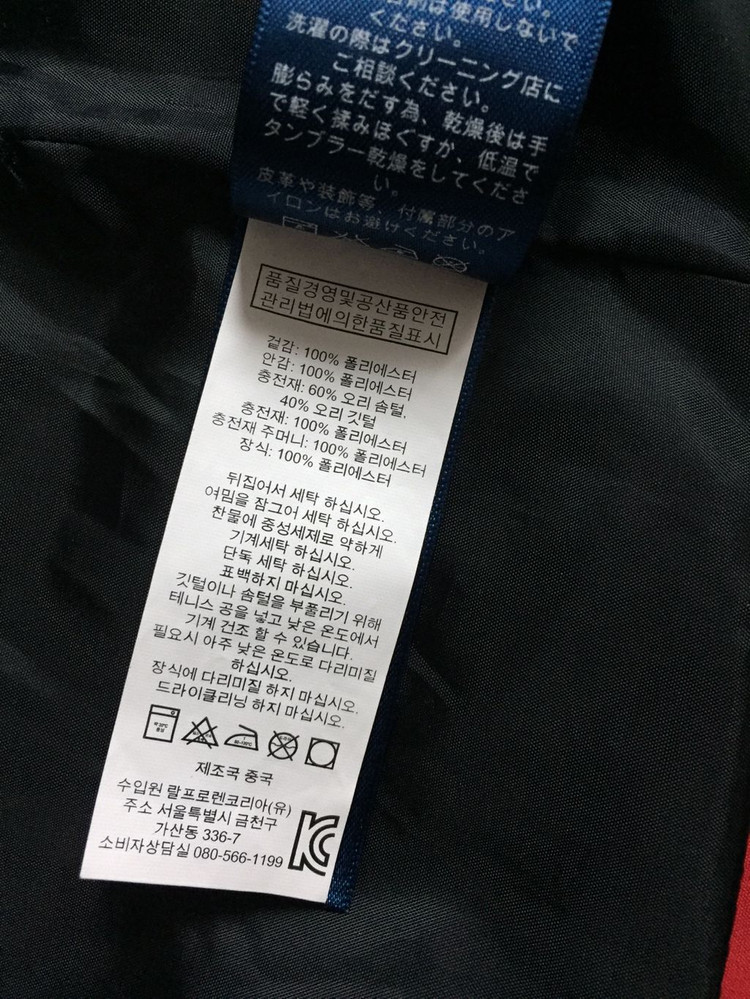 ください。
剤は使用しないで
ください。
洗濯の際はクリーニング店に
ご相談ください。
膨らみをだす為、乾燥後は手
で軽く揉みほぐすか、低温で
タンブラー乾燥をしてくださ
い。
皮革や装飾等、付属部分のア
イロンはお避けください。
품질경영및공산품안전
관리법에의한품질표시
겉감: 100% 폴리에스터
안감: 100% 폴리에스터
충전재: 60% 오리 솜털,
40% 오리 깃털
충전재: 100% 폴리에스터
충전재 주머니: 100% 폴리에스터
장식: 100% 폴리에스터
뒤집어서 세탁 하십시오.
여밈을 잠그어 세탁 하십시오.
찬물에 중성세제로 약하게
기계세탁 하십시오.
단독 세탁 하십시오.
표백하지 마십시오.
깃털이나 솜털을 부풀리기 위해
테니스 공을 넣고 낮은 온도에서
기계 건조 할 수 있습니다.
필요시 아주 낮은 온도로 다리미질
하십시오.
장식에 다리미질 하지 마십시오.
드라이클리닝 하지 마십시오.
제조국 중국
수입원 랄프로렌코리아(유)
주소 서울특별시 금천구
가산동 336-7
소비자상담실 080-566-1199